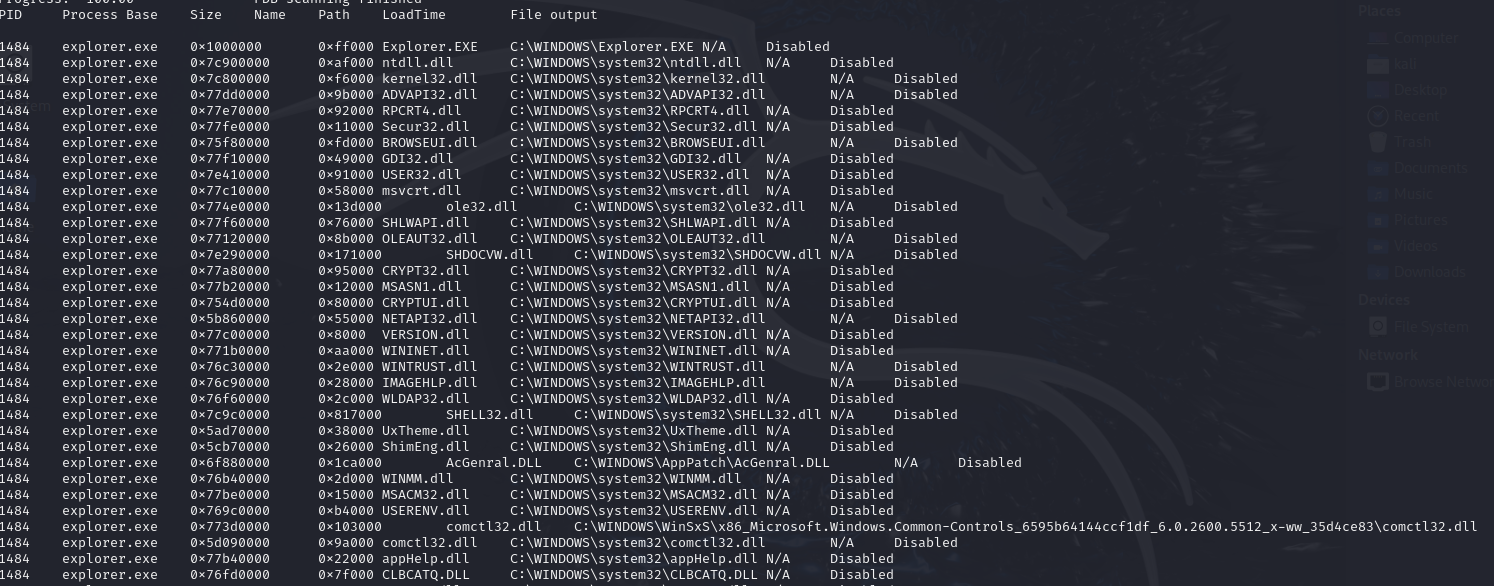 Progress: 100.00 PDB scanning finished
PID Process Base Size Name Path LoadTime File output
1484 explorer.exe 0×1000000 0×ff000 Explorer.EXE C:\WINDOWS\Explorer.EXE N/A Disabled
1484 explorer.exe 0×7c900000 0×af000 ntdll.dll C:\WINDOWS\system32\ntdll.dll N/A Disabled
1484 explorer.exe 0×7c800000 0×f6000 kernel32.dll C:\WINDOWS\system32\kernel32.dll N/A Disabled
1484 explorer.exe 0×77dd0000 0×9b000 ADVAPI32.dll C:\WINDOWS\system32\ADVAPI32.dll N/A Disabled
1484 explorer.exe 0×77e70000 0×92000 RPCRT4.dll C:\WINDOWS\system32\RPCRT4.dll N/A Disabled
1484 explorer.exe 0×77fe0000 0×11000 Secur32.dll C:\WINDOWS\system32\Secur32.dll N/A Disabled
1484 explorer.exe 0×75f80000 0×fd000 BROWSEUI.dll C:\WINDOWS\system32\BROWSEUI.dll N/A Disabled
1484 explorer.exe 0×77f10000 0×49000 GDI32.dll C:\WINDOWS\system32\GDI32.dll N/A Disabled
1484 explorer.exe 0×7e410000 0×91000 USER32.dll C:\WINDOWS\system32\USER32.dll N/A Disabled
1484 explorer.exe 0×77c10000 0×58000 msvcrt.dll C:\WINDOWS\system32\msvcrt.dll N/A Disabled
1484 explorer.exe 0×774e0000 0×13d000 ole32.dll C:\WINDOWS\system32\ole32.dll N/A Disabled
1484 explorer.exe 0×77f60000 0×76000 SHLWAPI.dll C:\WINDOWS\system32\SHLWAPI.dll N/A Disabled
1484 explorer.exe 0×77120000 0×8b000 OLEAUT32.dll C:\WINDOWS\system32\OLEAUT32.dll N/A Disabled
1484 explorer.exe 0×7e290000 0×171000 SHDOCVW.dll C:\WINDOWS\system32\SHDOCVW.dll N/A Disabled
1484 explorer.exe 0×77a80000 0×95000 CRYPT32.dll C:\WINDOWS\system32\CRYPT32.dll N/A Disabled
1484 explorer.exe 0×77b20000 0×12000 MSASN1.dll C:\WINDOWS\system32\MSASN1.dll N/A Disabled
1484 explorer.exe 0×754d0000 0×80000 CRYPTUI.dll C:\WINDOWS\system32\CRYPTUI.dll N/A Disabled
1484 explorer.exe 0×5b860000 0×55000 NETAPI32.dll C:\WINDOWS\system32\NETAPI32.dll N/A Disabled
1484 explorer.exe 0×77c00000 0×8000 VERSION.dll C:\WINDOWS\system32\VERSION.dll N/A Disabled
1484 explorer.exe 0×771b0000 0×aa000 WININET.dll C:\WINDOWS\system32\WININET.dll N/A Disabled
1484 explorer.exe 0×76c30000 0×2e000 WINTRUST.dll C:\WINDOWS\system32\WINTRUST.dll N/A Disabled
1484 explorer.exe 0×76c90000 0×28000 IMAGEHLP.dll C:\WINDOWS\system32\IMAGEHLP.dll N/A Disabled
1484 explorer.exe 0×76f60000 0×2c000 WLDAP32.dll C:\WINDOWS\system32\WLDAP32.dll N/A Disabled
1484 explorer.exe 0×7c9c0000 0×817000 SHELL32.dll C:\WINDOWS\system32\SHELL32.dll N/A Disabled
1484 explorer.exe 0×5ad70000 0×38000 UxTheme.dll C:\WINDOWS\system32\UxTheme.dll N/A Disabled
1484 explorer.exe 0×5cb70000 0×26000 ShimEng.dll C:\WINDOWS\system32\ShimEng.dll N/A Disabled
1484 explorer.exe 0×6f880000 0×1ca000 AcGenral.DLL C:\WINDOWS\AppPatch\AcGenral.DLL N/A Disabled
1484 explorer.exe 0×76b40000 0×2d000 WINMM.dll C:\WINDOWS\system32\WINMM.dll N/A Disabled
1484 explorer.exe 0×77be0000 0×15000 MSACM32.dll C:\WINDOWS\system32\MSACM32.dll N/A Disabled
1484 explorer.exe 0×769c0000 0×b4000 USERENV.dll C:\WINDOWS\system32\USERENV.dll N/A Disabled
1484 explorer.exe 0×773d0000 0×103000 comctl32.dll C:\WINDOWS\WinSxS\x86_Microsoft.Windows.Common-Controls_6595b64144ccf1df_6.0.2600.5512_x-ww_35d4ce83\comctl32.dll
1484 explorer.exe 0×5d090000 0×9a000 comctl32.dll C:\WINDOWS\system32\comctl32.dll N/A Disabled
1484 explorer.exe 0×77b40000 0×22000 appHelp.dll C:\WINDOWS\system32\appHelp.dll N/A Disabled
1484 explorer.exe 0×76fd0000 0×7f000 CLBCATQ.DLL C:\WINDOWS\system32\CLBCATQ.DLL N/A Disabled
Places
Computer
kali
Desktop
Recent
Trash
Documents
Music
Pictures
Videos
Downloads
Devices
File System
Network
Browse Networ